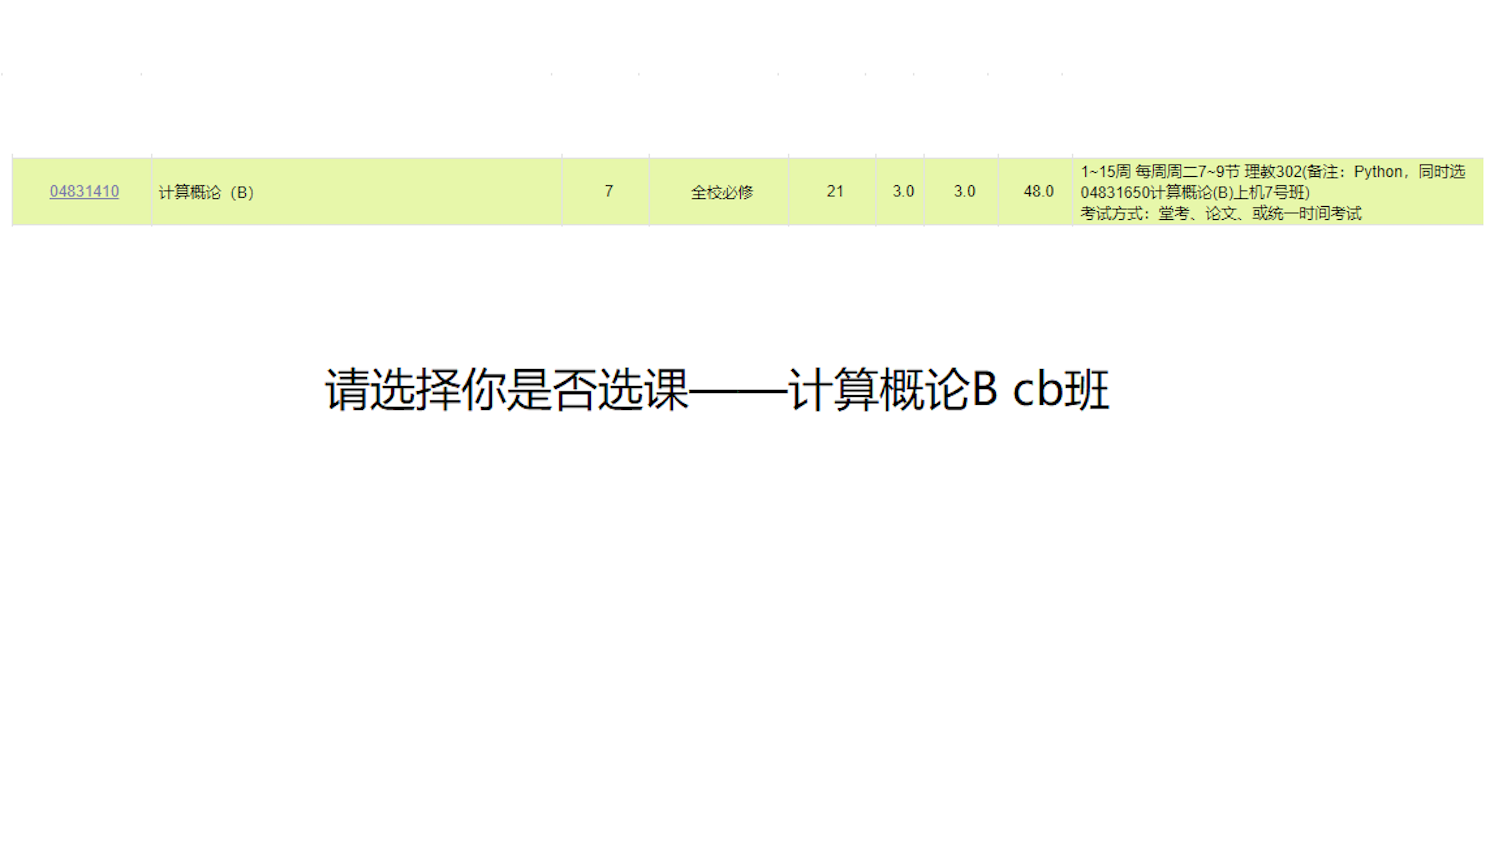 04831410 计算概论（B） 7 全校必修 21 3.0 3.0 48.0 1~15周 每周周二7~9节 理教302(备注：Python，同时选
04831650计算概论(B)上机7号班)
考试方式：堂考、论文、或统一时间考试
请选择你是否选课——计算概论B cb班